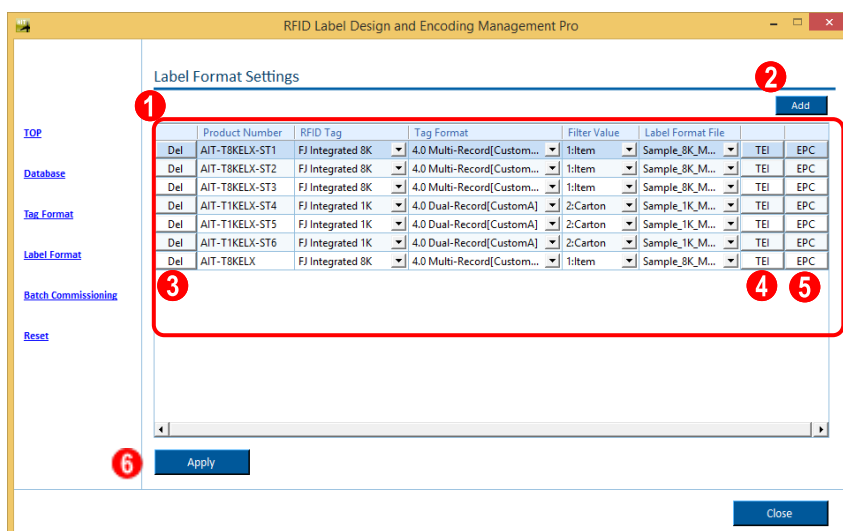 RFID Label Design and Encoding Management Pro
Label Format Settings
2
Add
1
TOP
Database
Tag Format
Label Format
Batch Commissioning
Reset
Product Number RFID Tag Tag Format Filter Value Label Format File
Del AIT-T8KELX-ST1 FJ Integrated 8K 4.0 Multi-Record[Custom... 1:Item Sample_8K_M... TEI EPC
Del AIT-T8KELX-ST2 FJ Integrated 8K 4.0 Multi-Record[Custom... 1:Item Sample_8K_M... TEI EPC
Del AIT-T8KELX-ST3 FJ Integrated 8K 4.0 Multi-Record[Custom... 1:Item Sample_8K_M... TEI EPC
Del AIT-T1KELX-ST4 FJ Integrated 1K 4.0 Dual-Record[CustomA] 2:Carton Sample_1K_M... TEI EPC
Del AIT-T1KELX-ST5 FJ Integrated 1K 4.0 Dual-Record[CustomA] 2:Carton Sample_1K_M... TEI EPC
Del AIT-T1KELX-ST6 FJ Integrated 1K 4.0 Dual-Record[CustomA] 2:Carton Sample_1K_M... TEI EPC
Del AIT-T8KELX FJ Integrated 8K 4.0 Multi-Record[Custom... 1:Item Sample_8K_M... TEI EPC
3 4 5
6
Apply
Close